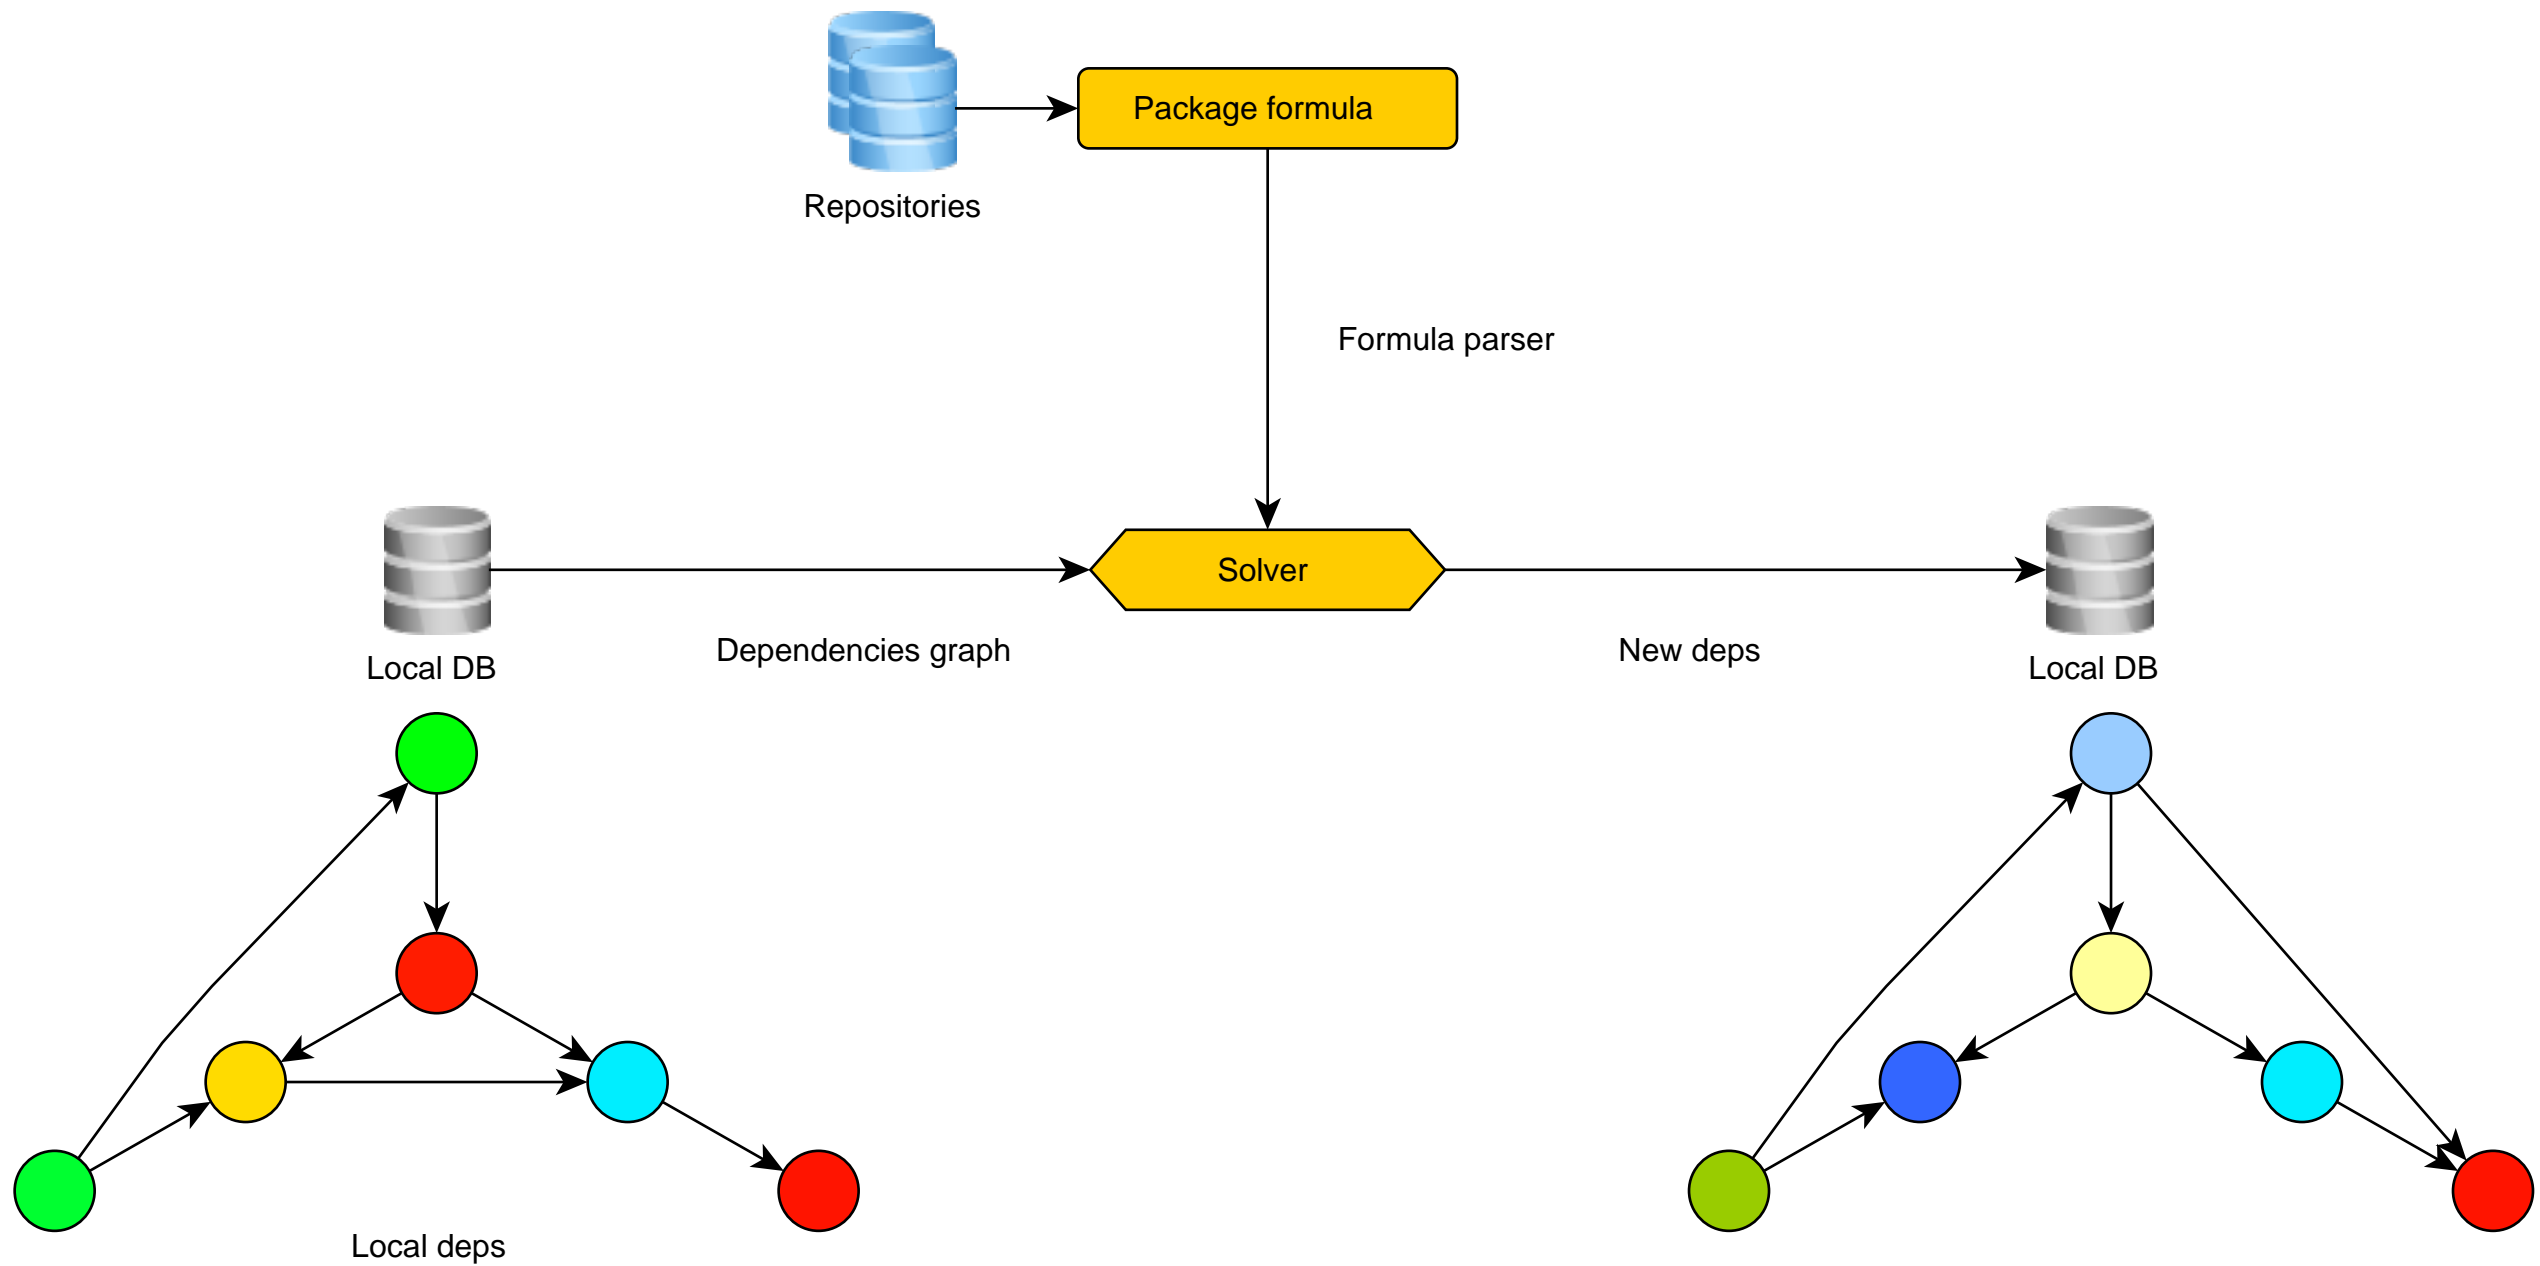 Package formula
Repositories
Formula parser
Solver
Dependencies graph
New deps
Local DB
Local DB
Local deps